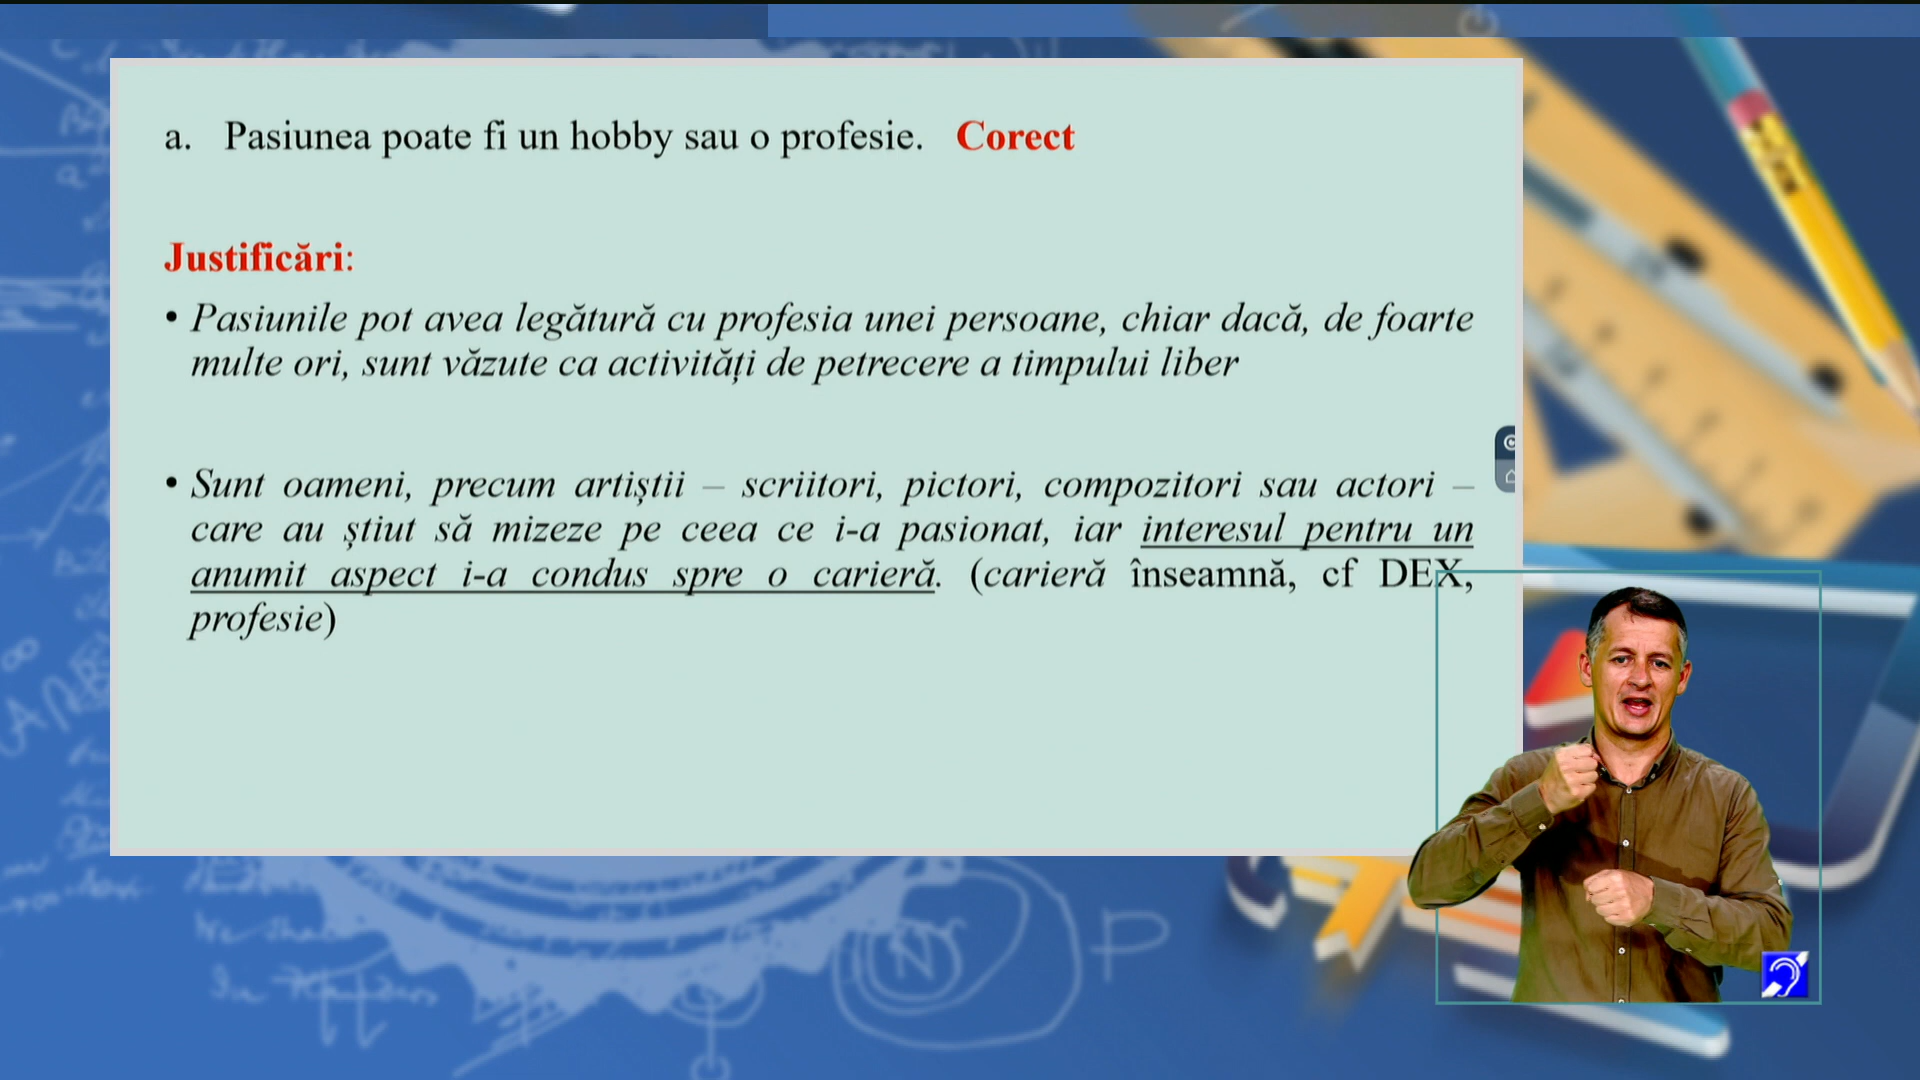 a. Pasiunea poate fi un hobby sau o profesie. Corect
Justificări:
• Pasiunile pot avea legătură cu profesia unei persoane, chiar dacă, de foarte
multe ori, sunt văzute ca activități de petrecere a timpului liber
• Sunt oameni, precum artiștii – scriitori, pictori, compozitori sau actori –
care au știut să mizeze pe ceea ce i-a pasionat, iar interesul pentru un
anumit aspect i-a condus spre o carieră. (carieră înseamnă, cf DEX,
profesie)
N
P